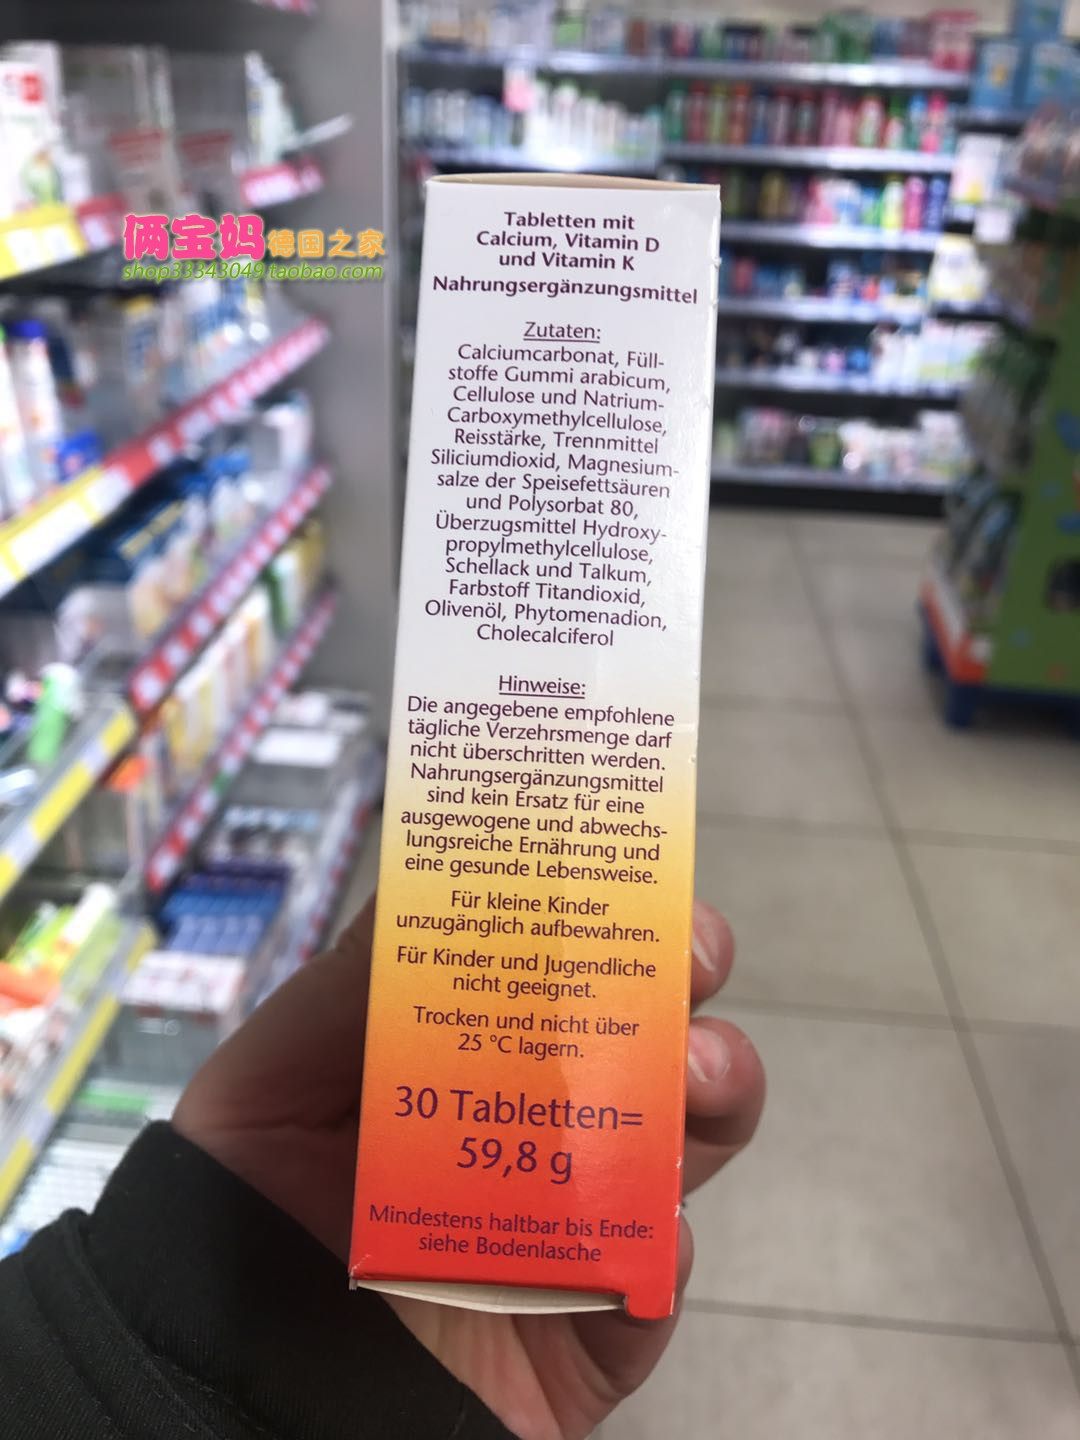 俩宝妈德国之家
shop33343049.taobao.com
Tabletten mit
Calcium, Vitamin D
und Vitamin K
Nahrungsergänzungsmittel
Zutaten:
Calciumcarbonat, Füll-
stoffe Gummi arabicum,
Cellulose und Natrium-
Carboxymethylcellulose,
Reisstärke, Trennmittel
Siliciumdioxid, Magnesium-
salze der Speisefettsäuren
und Polysorbat 80,
Überzugsmittel Hydroxy-
propylmethylcellulose,
Schellack und Talkum,
Farbstoff Titandioxid,
Olivenöl, Phytomenadion,
Cholecalciferol
Hinweise:
Die angegebene empfohlene
tägliche Verzehrsmenge darf
nicht überschritten werden.
Nahrungsergänzungsmittel
sind kein Ersatz für eine
ausgewogene und abwechs-
lungsreiche Ernährung und
eine gesunde Lebensweise.
Für kleine Kinder
unzugänglich aufbewahren.
Für Kinder und Jugendliche
nicht geeignet.
Trocken und nicht über
25 °C lagern.
30 Tabletten=
59,8 g
Mindestens haltbar bis Ende:
siehe Bodenlasche